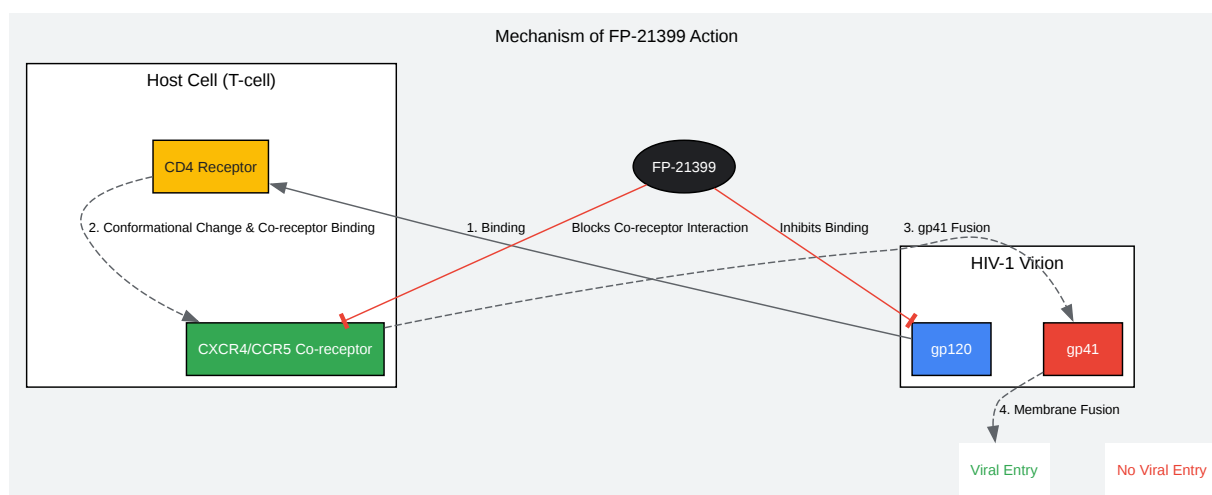 Mechanism of FP-21399 Action
Host Cell (T-cell)
CD4 Receptor
FP-21399
2. Conformational Change & Co-receptor Binding
1. Binding
Blocks Co-receptor Interaction
Inhibits Binding
3. gp41 Fusion
HIV-1 Virion
CXCR4/CCR5 Co-receptor
gp120
gp41
4. Membrane Fusion
Viral Entry
No Viral Entry